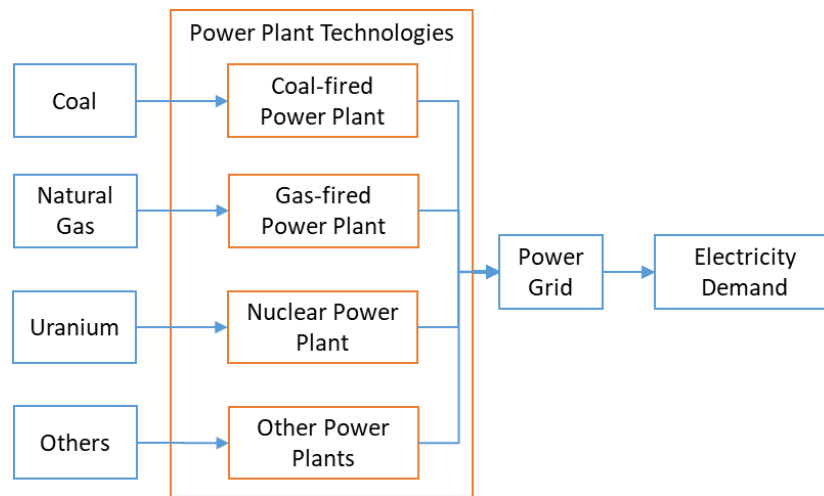 Power Plant Technologies
Coal
Coal-fired
Power Plant
Natural
Gas
Gas-fired
Power Plant
Power
Grid
Electricity
Demand
Uranium
Nuclear Power
Plant
Others
Other Power
Plants